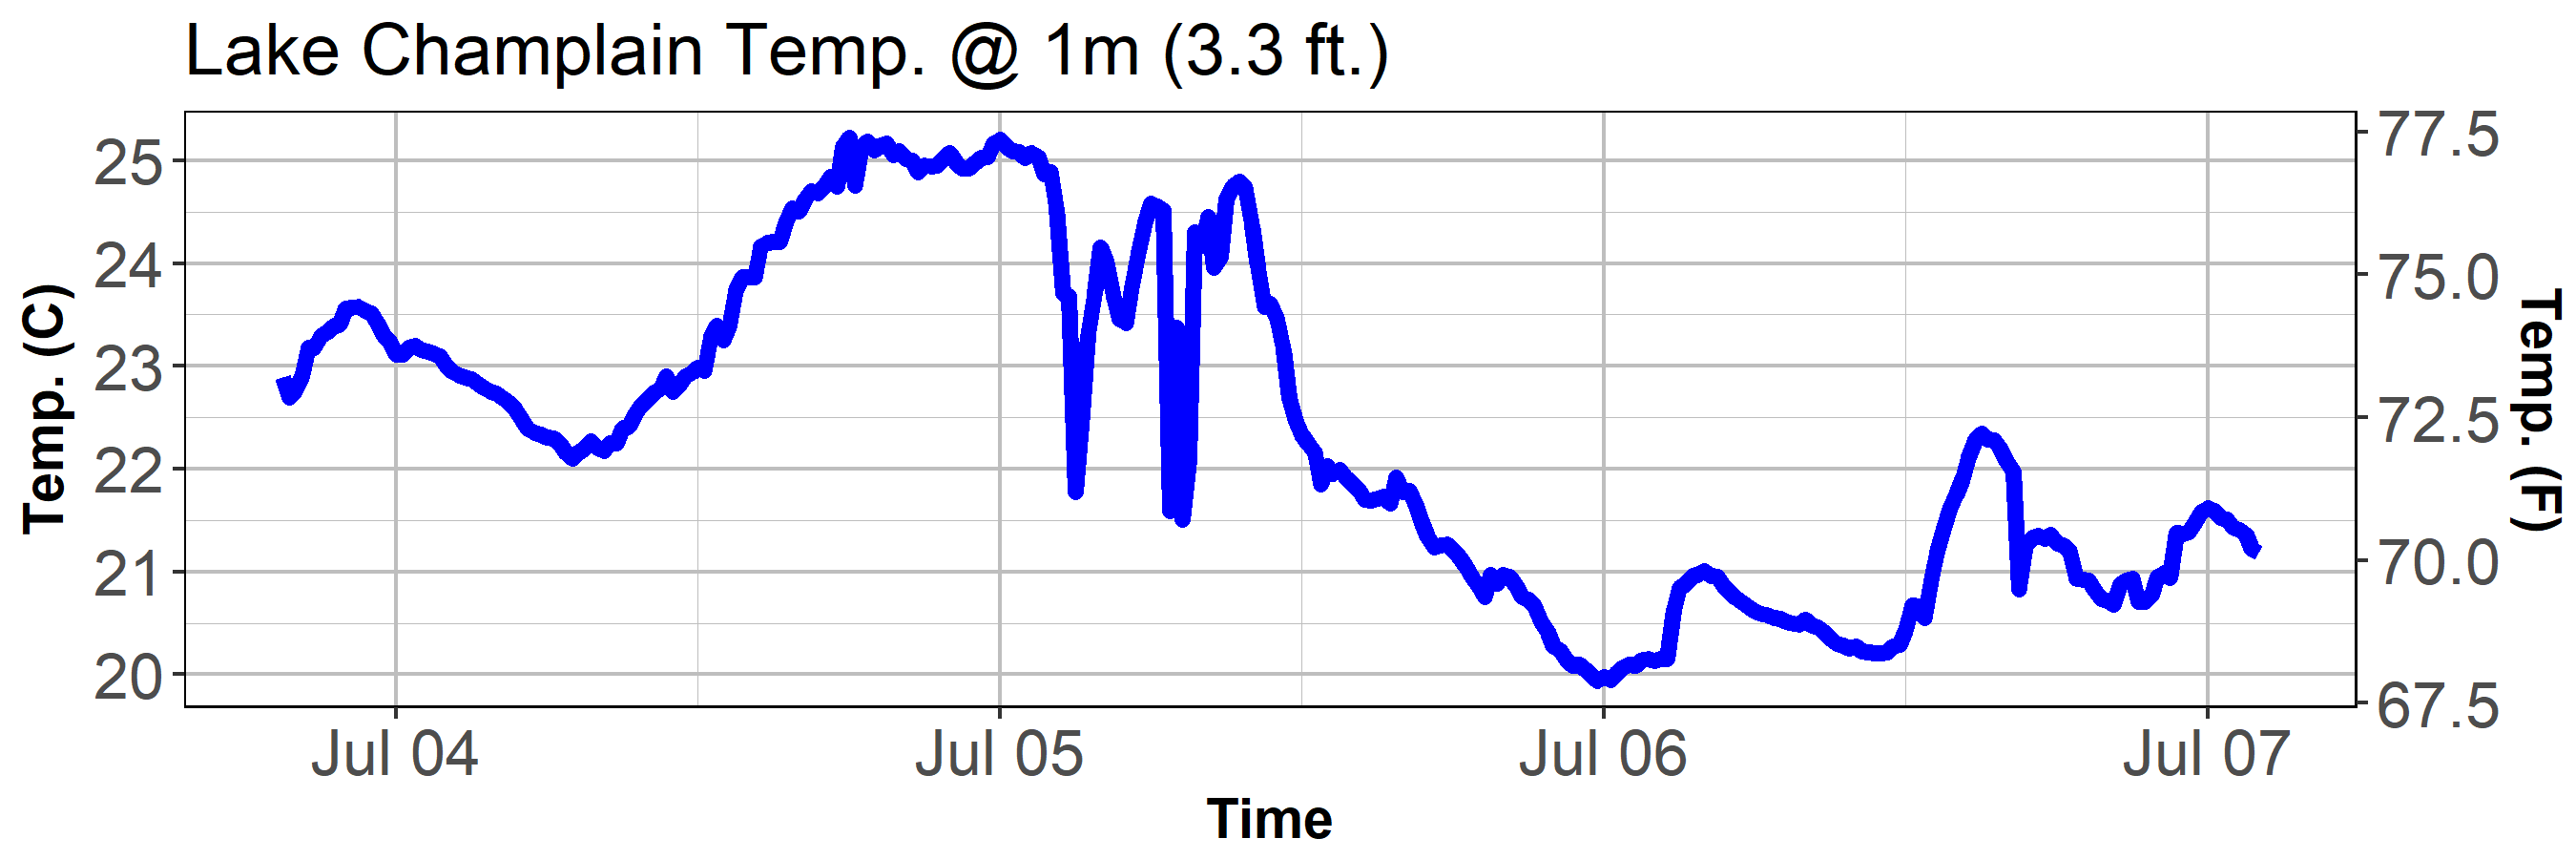 Lake Champlain Temp. @ 1m (3.3 ft.)
Temp. (C)
25
24
23
22
21
20
77.5
75.0
72.5
70.0
67.5
Temp. (F)
Jul 04
Jul 05
Jul 06
Jul 07
Time